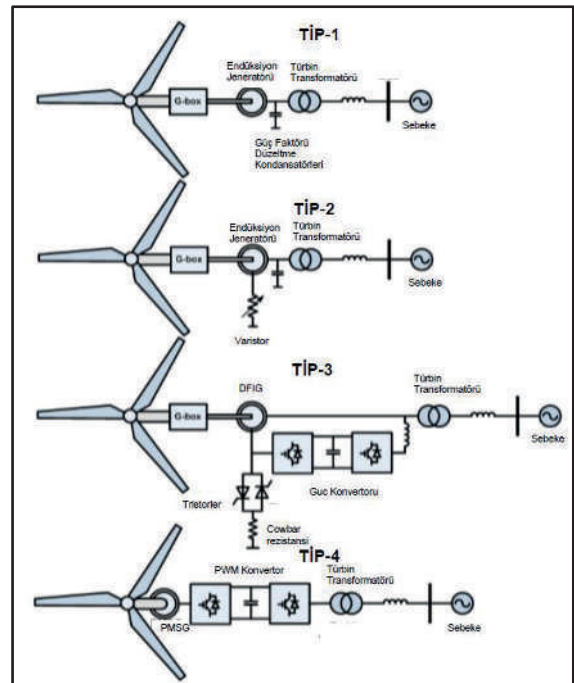 TİP-1
Endüksiyon
Jeneratörü
Türbin
Transformatörü
G-box
Sebeke
Güç Faktörü
Düzeltme
Kondansatörleri
TİP-2
Endüksiyon
Jeneratörü
Türbin
Transformatörü
G-box
Sebeke
Varistor
TİP-3
DFIG
Türbin
Transformatörü
G-box
Sebeke
Guc Konvertoru
Tristorler
Cowbar
rezistansi
TİP-4
PWM Konvertor
Türbin
Transformatörü
PMSG
Sebeke